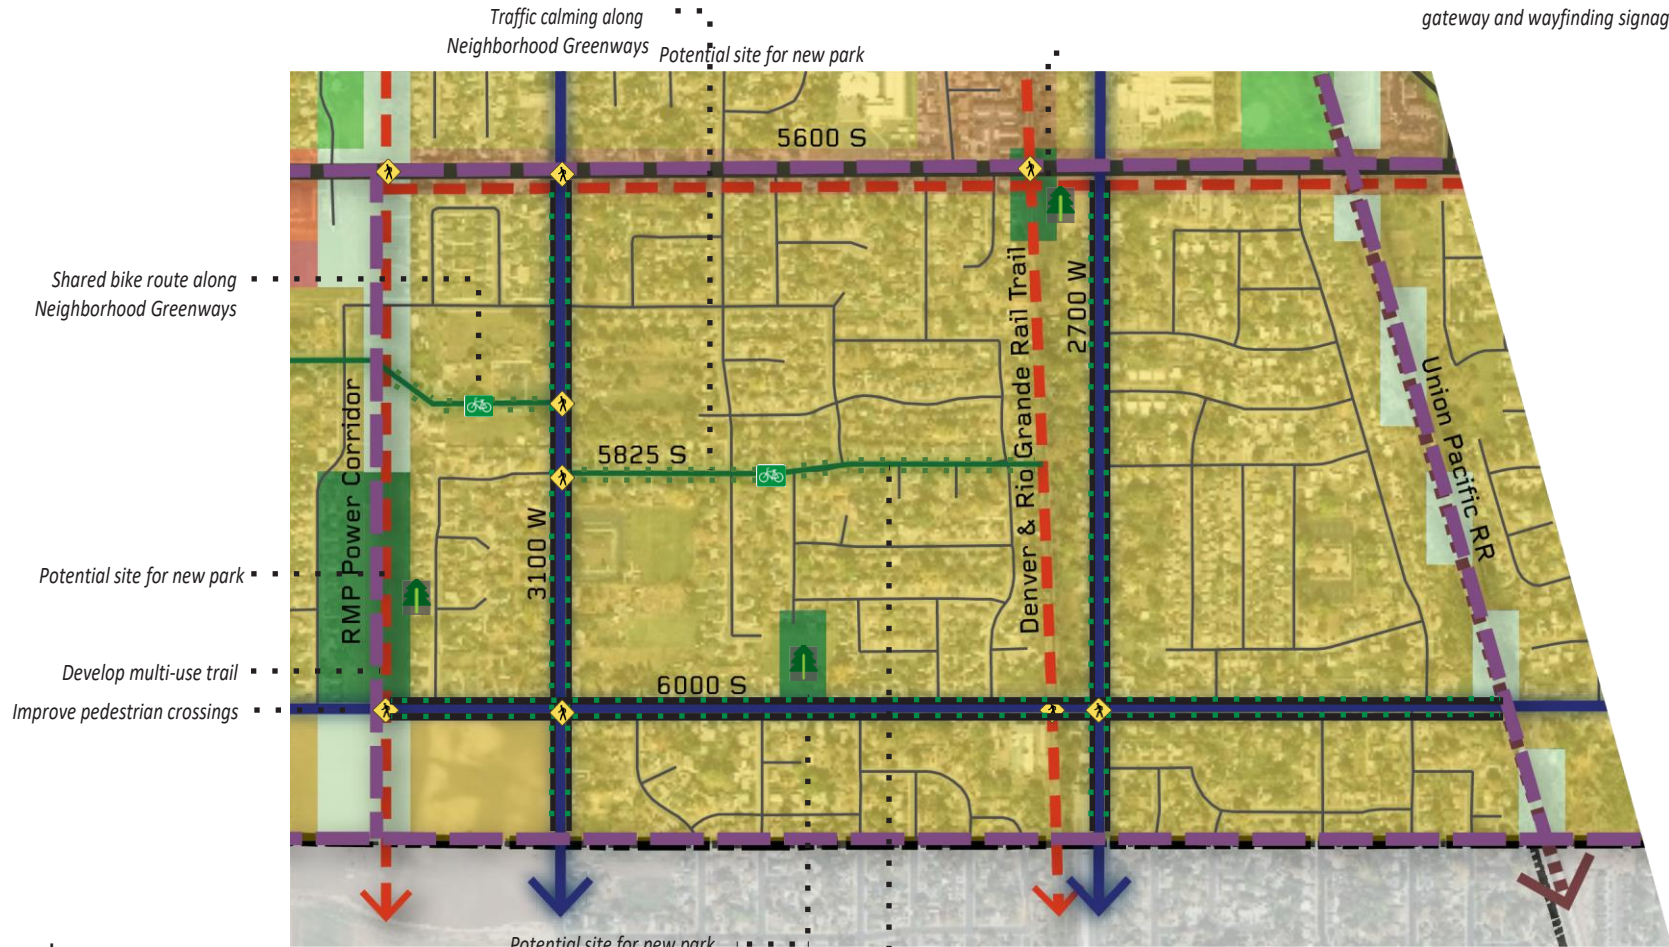 Traffic calming along
Neighborhood Greenways
Potential site for new park
gateway and wayfinding signag
5600 S
Shared bike route along
Neighborhood Greenways
2700 W
Denver & Rio Grande Rail Trail
Union Pacific RR
RMP Power Corridor
5825 S
3100 W
Potential site for new park
Develop multi-use trail
6000 S
Improve pedestrian crossings
Potential site for new park